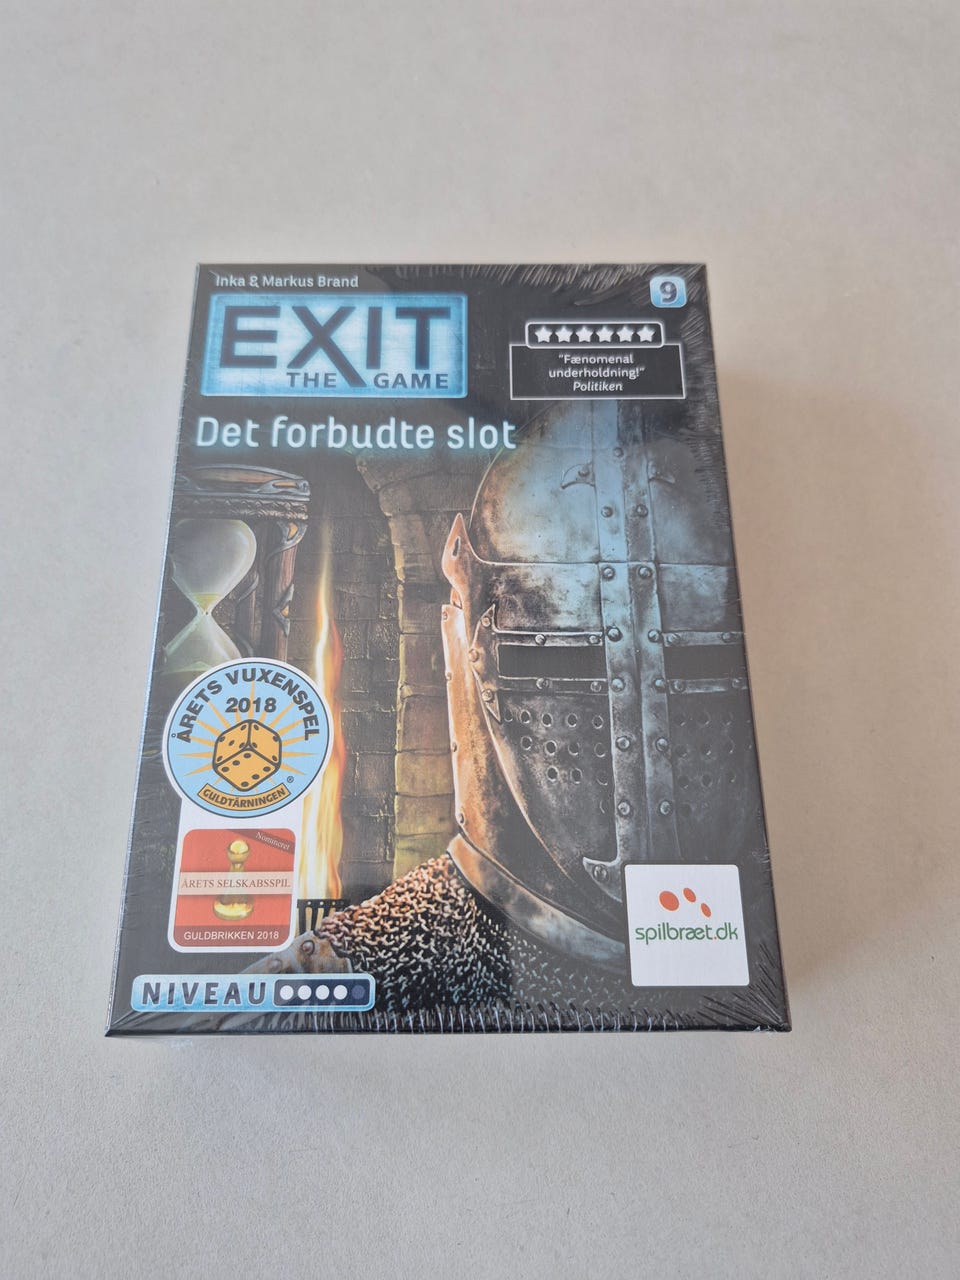 Inka & Markus Brand
9
EXIT
THE GAME
"Fænomenal
underholdning!"
Politiken
Det forbudte slot
ÅRETS VUXENSPEL
2018
GULDTÄRNINGEN ®
Nomineret
ÅRETS SELSKABSSPIL
GULDBRIKKEN 2018
spilbræt.dk
NIVEAU